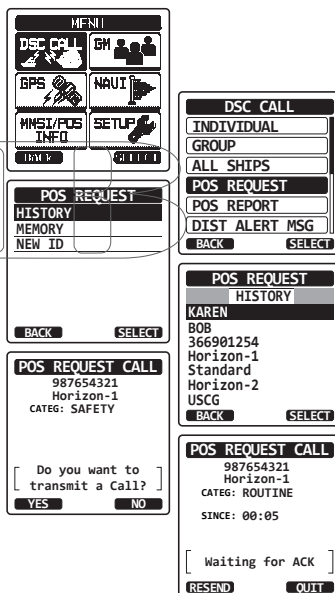 MENU
DSC CALL
GM
GPS
NAVI
MMSI/POS INFO
SETUP
BACK
SELECT
DSC CALL
INDIVIDUAL
GROUP
ALL SHIPS
POS REQUEST
POS REPORT
DIST ALERT MSG
BACK SELECT
POS REQUEST
HISTORY
MEMORY
NEW ID
BACK SELECT
POS REQUEST
HISTORY
KAREN
BOB
366901254
Horizon-1
Standard
Horizon-2
USCG
BACK SELECT
POS REQUEST CALL
987654321
Horizon-1
CATEG: SAFETY
Do you want to
transmit a Call?
YES NO
POS REQUEST CALL
987654321
Horizon-1
CATEG: ROUTINE
SINCE: 00:05
Waiting for ACK
RESEND QUIT